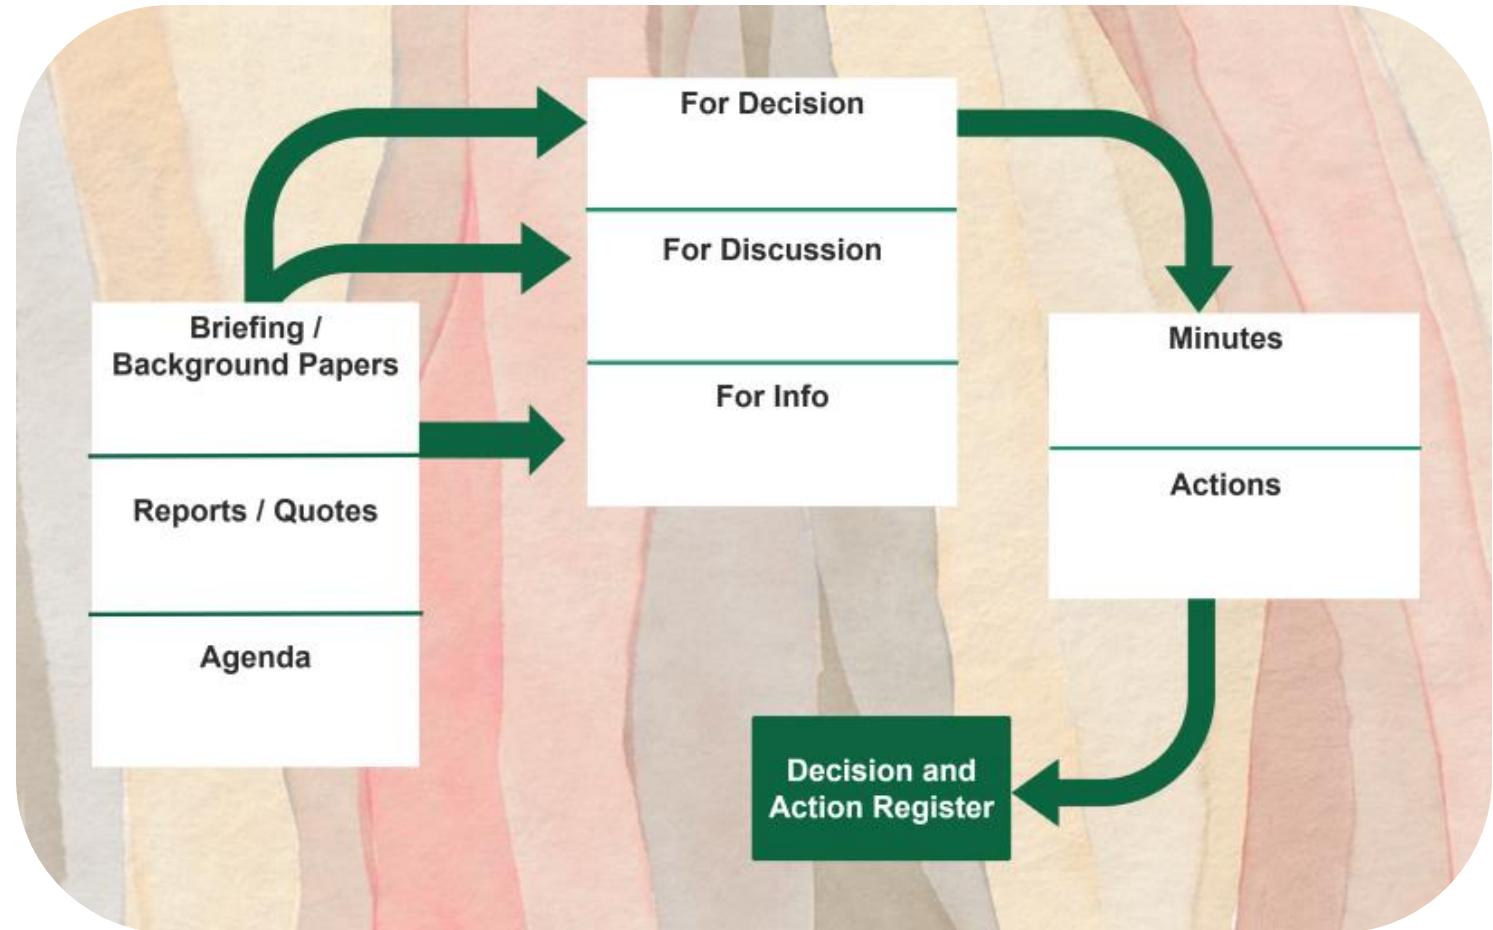 Briefing /
Background Papers
Reports / Quotes
Agenda
For Decision
For Discussion
For Info
Minutes
Actions
Decision and
Action Register